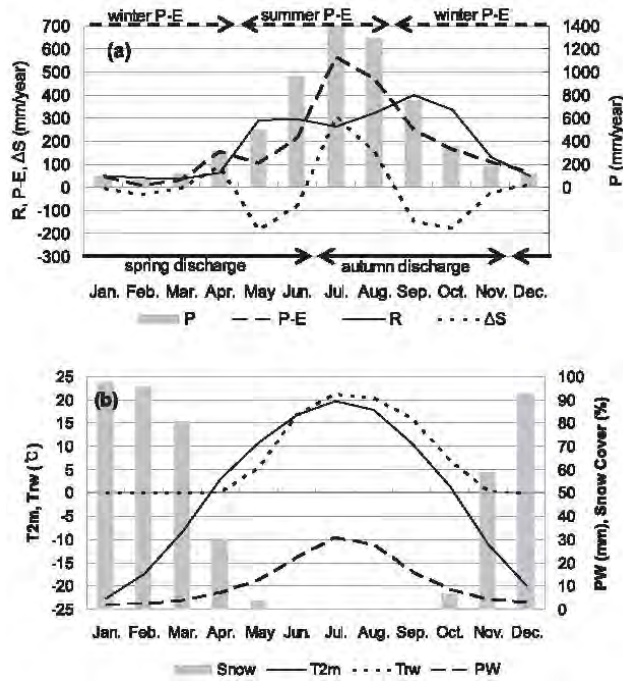 winter P-E summer P-E winter P-E
700 1400
(a)
600 1200
500 1000
400 800
300 600
200 400
100 200
0 0
-100
-200
-300
R, P-E, ΔS (mm/year)
P (mm/year)
spring discharge autumn discharge
Jan. Feb. Mar. Apr. May Jun. Jul. Aug. Sep. Oct. Nov. Dec.
P P-E R ΔS
25 100
(b)
20 90
15 80
10 70
5 60
0 50
-5 40
-10 30
-15 20
-20 10
-25 0
T2m, Trw (℃)
PW (mm), Snow Cover (%)
Jan. Feb. Mar. Apr. May Jun. Jul. Aug. Sep. Oct. Nov. Dec.
Snow T2m Trw PW